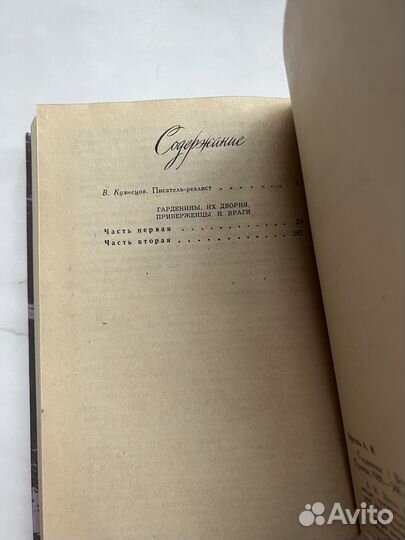 Содержание
В. Кузнецов. Писатель-реалист
ГАРДЕНИНЫ, ИХ ДВОРНЯ,
ПРИВЕРЖЕНЦЫ И ВРАГИ
Часть первая
Часть вторая
Avito